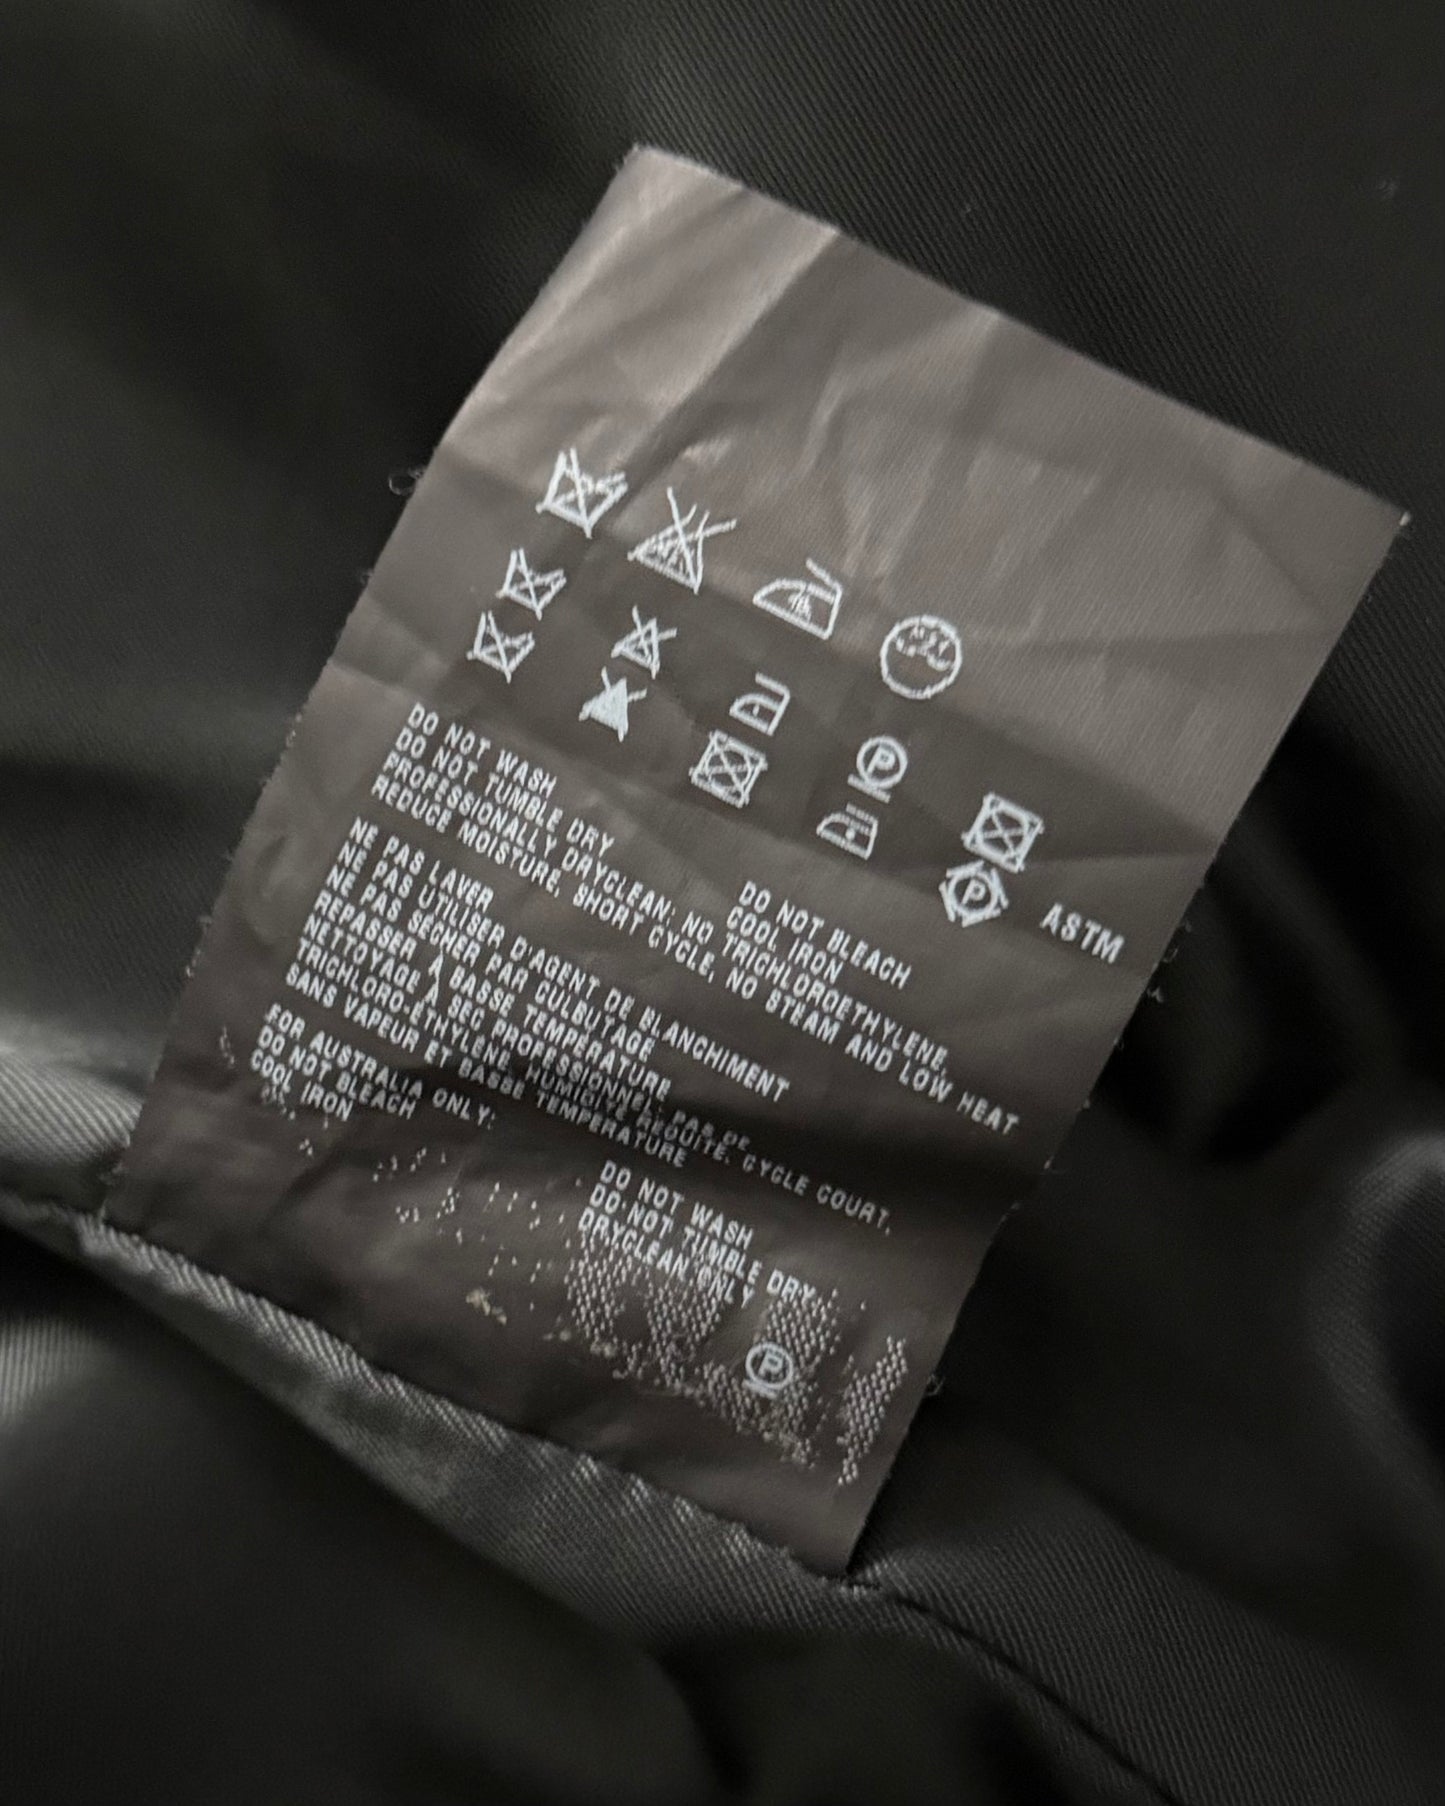 P
P
ASTM
DO NOT WASH
DO NOT BLEACH
DO NOT TUMBLE DRY
COOL IRON
PROFESSIONALLY DRYCLEAN: NO TRICHLOROETHYLENE,
REDUCE MOISTURE, SHORT CYCLE, NO STEAM AND LOW HEAT
NE PAS LAVER
NE PAS UTILISER D'AGENT DE BLANCHIMENT
NE PAS SÉCHER PAR CULBUTAGE
REPASSER À BASSE TEMPÉRATURE
NETTOYAGE À SEC PROFESSIONNEL: PAS DE
TRICHLORO-ÉTHYLÈNE, HUMIDITÉ RÉDUITE, CYCLE COURT,
SANS VAPEUR ET BASSE TEMPÉRATURE
FOR AUSTRALIA ONLY:
DO NOT WASH
DO NOT BLEACH
DO NOT TUMBLE DRY
COOL IRON
DRYCLEAN ONLY
P